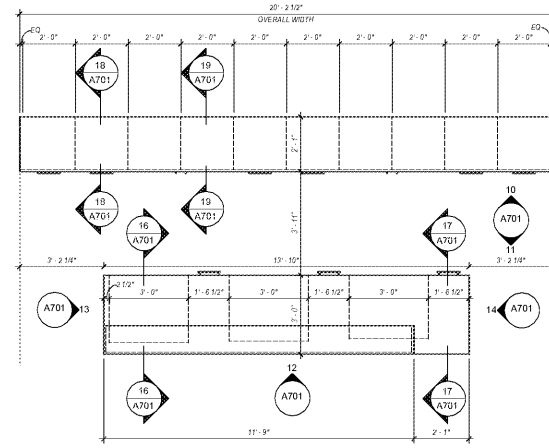 20' - 2 1/2"
OVERALL WIDTH
EQ
EQ
2' - 0" 2' - 0" 2' - 0" 2' - 0" 2' - 0" 2' - 0" 2' - 0" 2' - 0" 2' - 0" 2' - 0"
18
A701
19
A701
2' - 1"
18
A701
19
A701
3' - 11"
16
A701
17
A701
10
A701
11
3' - 2 1/4" 13' - 10" 3' - 2 1/4"
2 1/2"
3' - 0" 1' - 6 1/2" 3' - 0" 1' - 6 1/2" 3' - 0" 1' - 6 1/2"
3' - 0"
A701 13
14 A701
12
A701
16
A701
17
A701
11' - 9" 2' - 1"